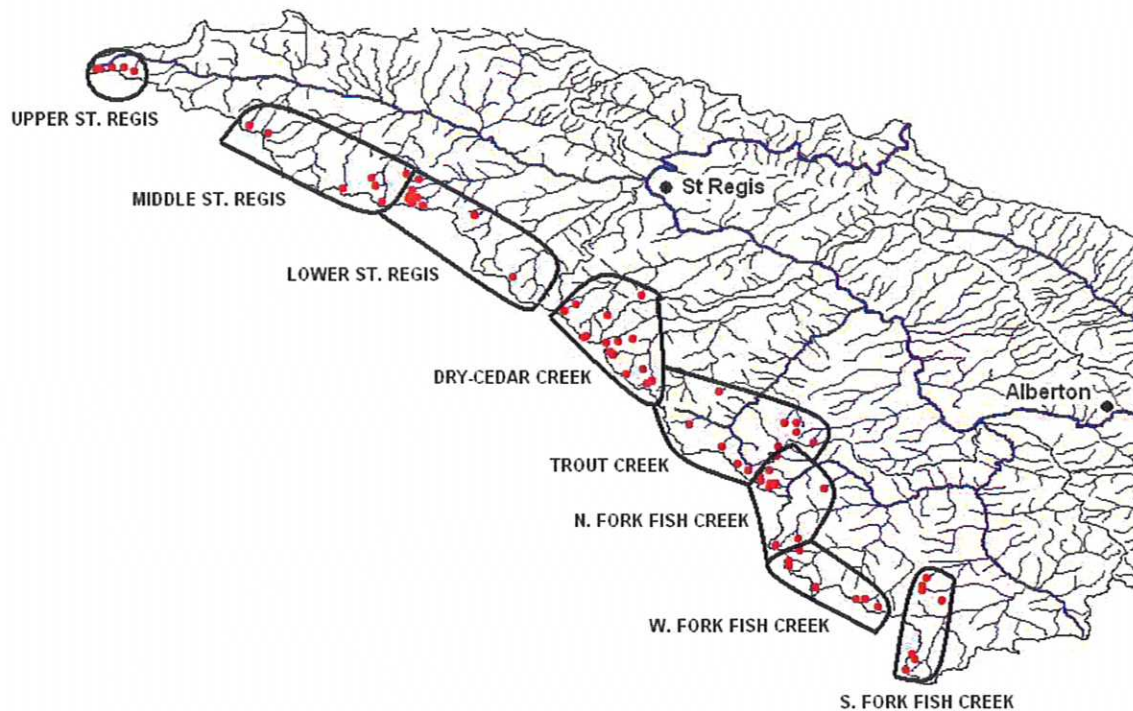 UPPER ST. REGIS
St Regis
MIDDLE ST. REGIS
LOWER ST. REGIS
DRY-CEDAR CREEK
Alberton
TROUT CREEK
N. FORK FISH CREEK
W. FORK FISH CREEK
S. FORK FISH CREEK